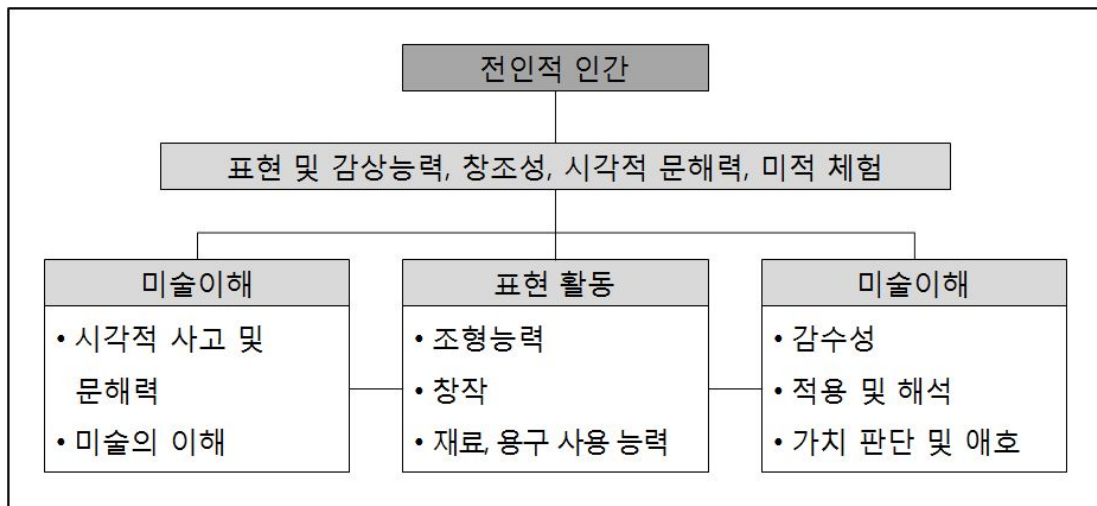 전인적 인간
표현 및 감상능력, 창조성, 시각적 문해력, 미적 체험
미술이해
• 시각적 사고 및
문해력
• 미술의 이해
표현 활동
• 조형능력
• 창작
• 재료, 용구 사용 능력
미술이해
• 감수성
• 적용 및 해석
• 가치 판단 및 애호